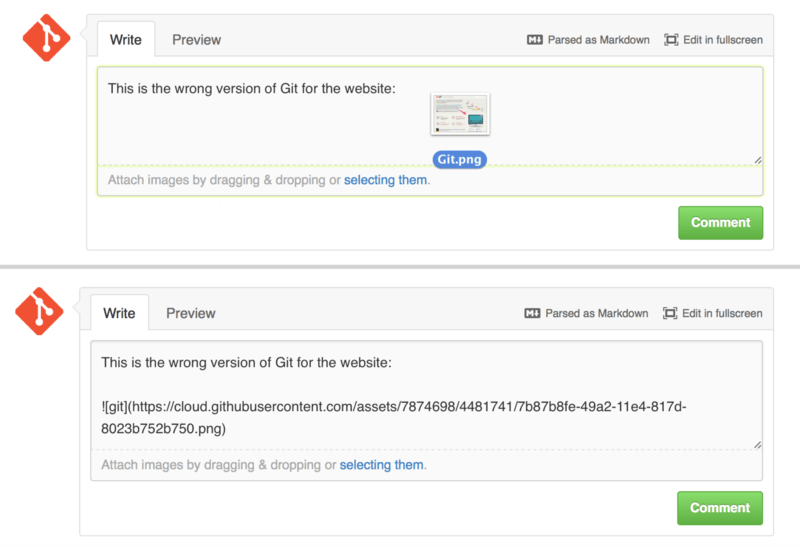 Write Preview Parsed as Markdown Edit in fullscreen
This is the wrong version of Git for the website:
Git.png
Attach images by dragging & dropping or selecting them.
Comment
Write Preview Parsed as Markdown Edit in fullscreen
This is the wrong version of Git for the website:
![git](https://cloud.githubusercontent.com/assets/7874698/4481741/7b87b8fe-49a2-11e4-817d-
8023b752b750.png)
Attach images by dragging & dropping or selecting them.
Comment